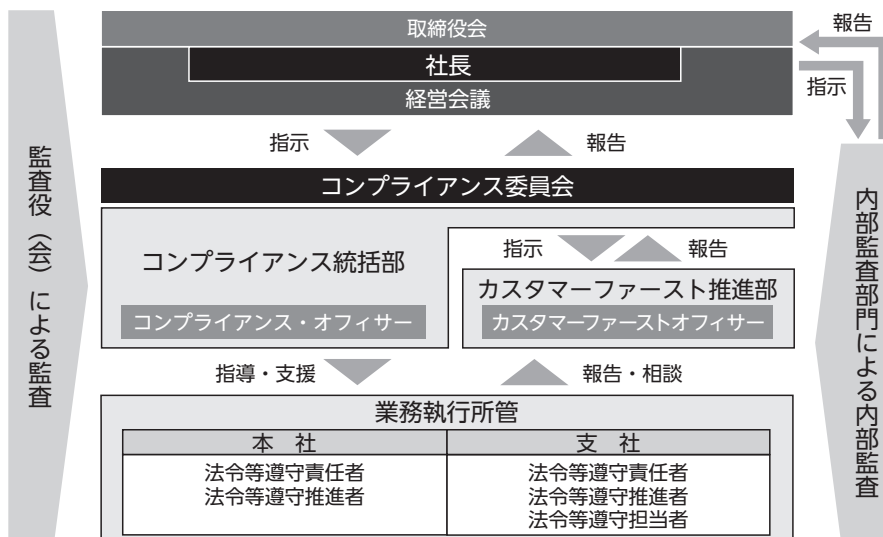 取締役会
社長
経営会議
報告
指示
指示
報告
監査役（会）による監査
内部監査部門による内部監査
コンプライアンス委員会
コンプライアンス統括部
コンプライアンス・オフィサー
指示
報告
カスタマーファースト推進部
カスタマーファーストオフィサー
指導・支援
報告・相談
業務執行所管
本　社
支　社
法令等遵守責任者
法令等遵守推進者
法令等遵守責任者
法令等遵守推進者
法令等遵守担当者